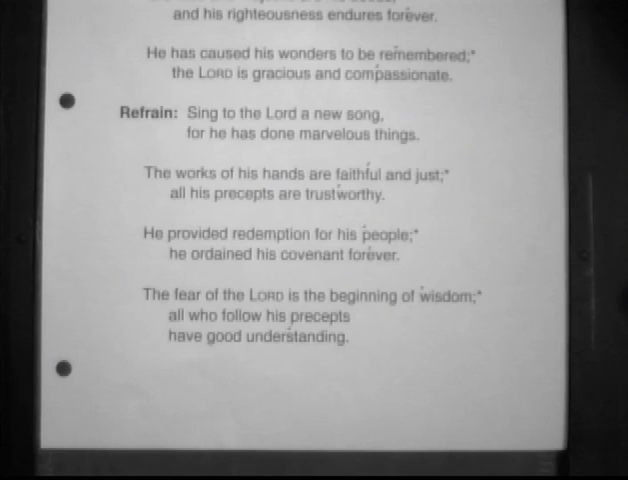 and his righteousness endures forever.
He has caused his wonders to be remembered;*
the LORD is gracious and compassionate.
Refrain: Sing to the Lord a new song,
for he has done marvelous things.
The works of his hands are faithful and just;*
all his precepts are trustworthy.
He provided redemption for his people;*
he ordained his covenant forever.
The fear of the LORD is the beginning of wisdom;*
all who follow his precepts
have good understanding.